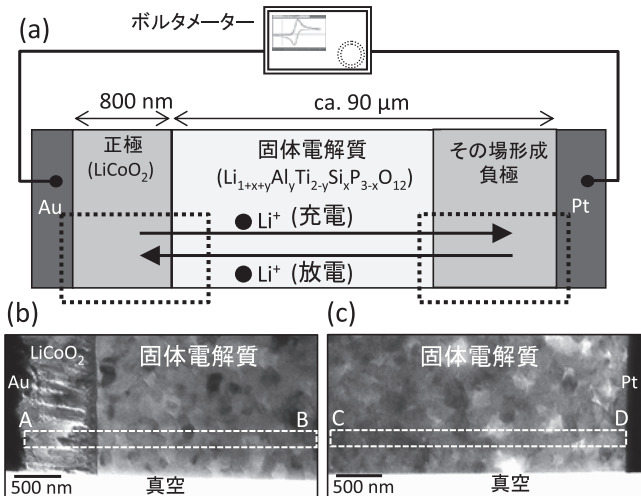 (a)
ボルタメーター
800 nm
ca. 90 μm
正極
(LiCoO₂)
固体電解質
(Li₁₊ₓ₊yAlyTi₂₋ySiₓP₃₋ₓO₁₂)
その場形成
負極
Au
Pt
Li⁺ (充電)
Li⁺ (放電)
(b)
LiCoO₂
固体電解質
Au
A
B
500 nm
真空
(c)
固体電解質
Pt
C
D
500 nm
真空